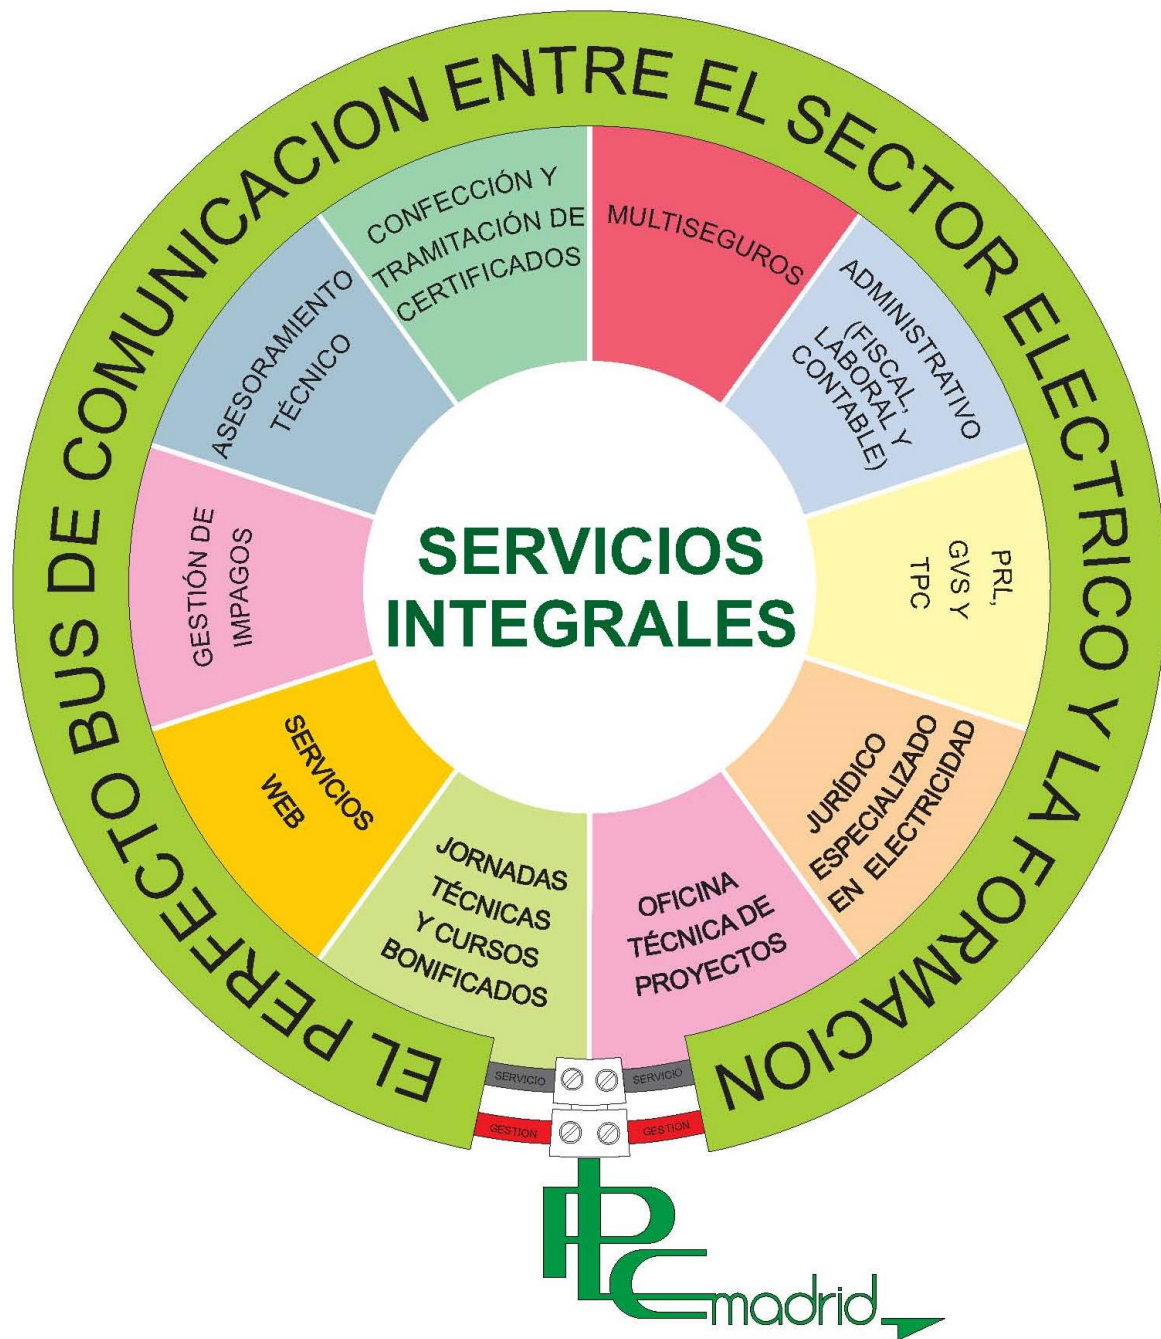 EL PERFECTO BUS DE COMUNICACION ENTRE EL SECTOR ELECTRICO Y LA FORMACION
MULTISEGUROS
ADMINISTRATIVO
(FISCAL,
LABORAL Y
CONTABLE)
PRL,
GVS Y
TPC
JURÍDICO
ESPECIALIZADO
EN ELECTRICIDAD
OFICINA
TÉCNICA DE
PROYECTOS
JORNADAS
TÉCNICAS
Y CURSOS
BONIFICADOS
SERVICIOS
WEB
GESTIÓN DE
IMPAGOS
ASESORAMIENTO
TÉCNICO
CONFECCIÓN Y
TRAMITACIÓN DE
CERTIFICADOS
SERVICIOS
INTEGRALES
SERVICIO
SERVICIO
GESTION
GESTION
PLC madrid